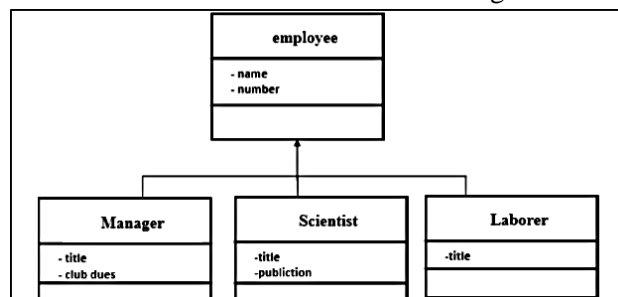 employee
- name
- number
Manager
- title
- club dues
Scientist
-title
-publiction
Laborer
-title